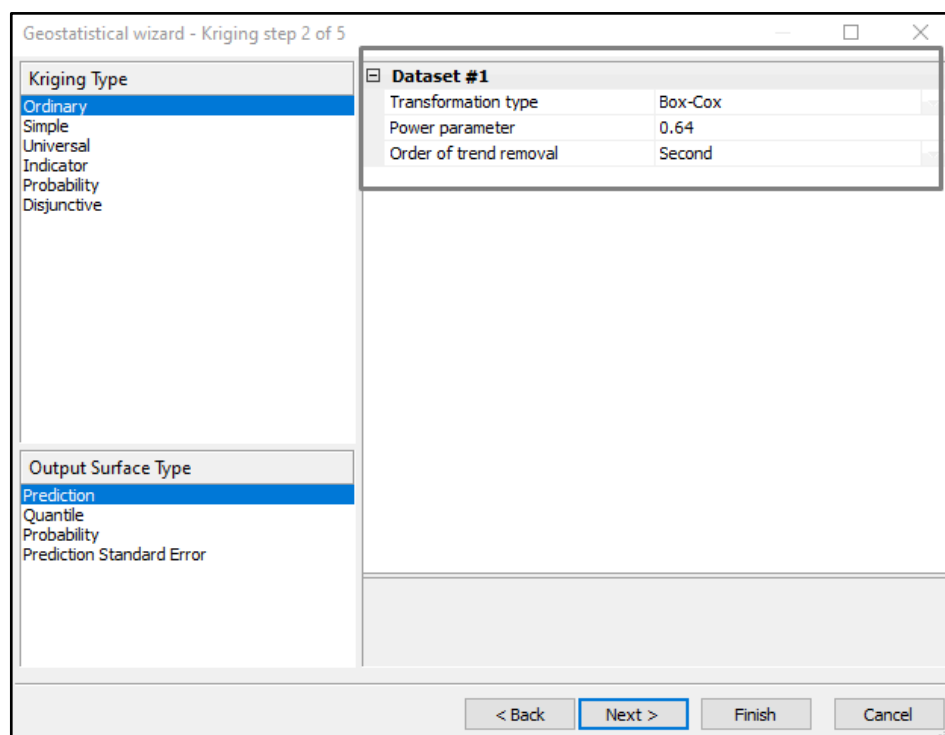 Geostatistical wizard - Kriging step 2 of 5
Kriging Type
Ordinary
Simple
Universal
Indicator
Probability
Disjunctive
Dataset #1
Transformation type Box-Cox
Power parameter 0.64
Order of trend removal Second
Output Surface Type
Prediction
Quantile
Probability
Prediction Standard Error
< Back Next > Finish Cancel